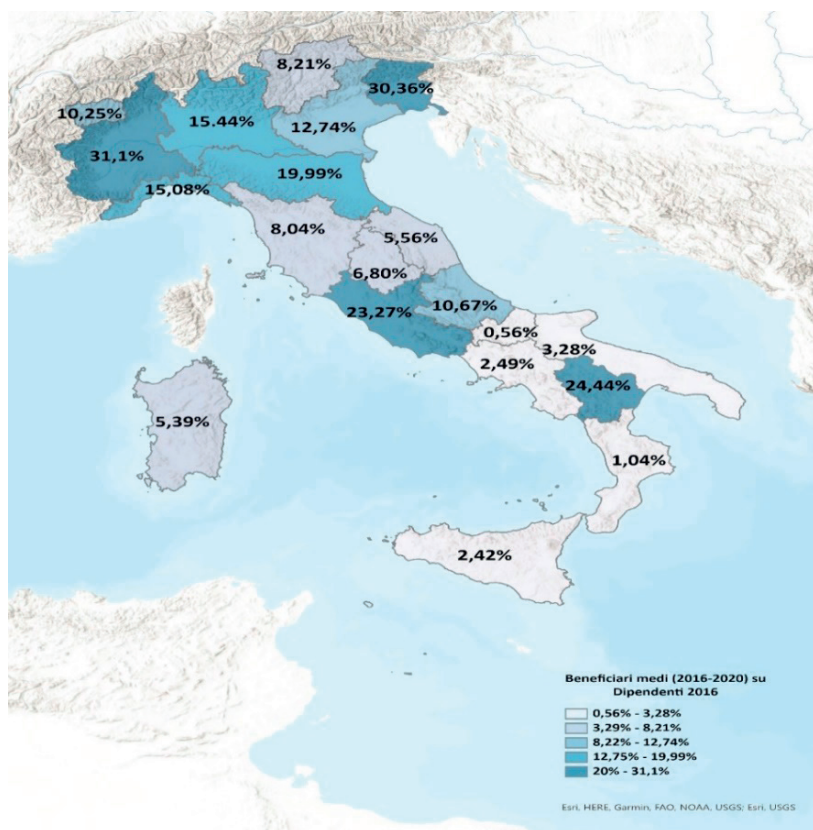 8,21%
30,36%
10,25%
15.44%
12,74%
31,1%
19,99%
15,08%
8,04%
5,56%
6,80%
23,27%
10,67%
0,56%
3,28%
2,49%
24,44%
5,39%
1,04%
2,42%
Beneficiari medi (2016-2020) su
Dipendenti 2016
0,56% - 3,28%
3,29% - 8,21%
8,22% - 12,74%
12,75% - 19,99%
20% - 31,1%
Esri, HERE, Garmin, FAO, NOAA, USGS; Esri, USGS